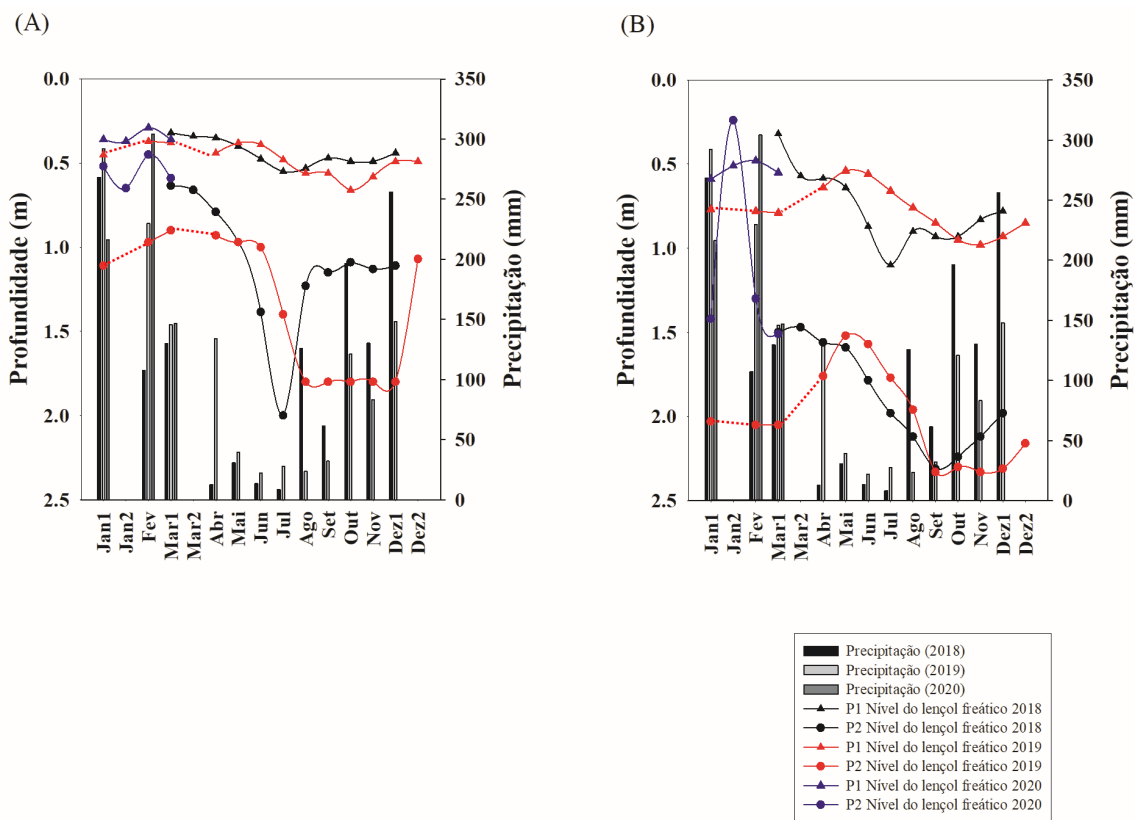 (A)
0.0
0.5
1.0
1.5
2.0
2.5
Profundidade (m)
350
300
250
200
150
100
50
0
Precipitação (mm)
Jan1
Jan2
Fev
Mar1
Mar2
Abr
Mai
Jun
Jul
Ago
Set
Out
Nov
Dez1
Dez2
(B)
0.0
0.5
1.0
1.5
2.0
2.5
Profundidade (m)
350
300
250
200
150
100
50
0
Precipitação (mm)
Jan1
Jan2
Fev
Mar1
Mar2
Abr
Mai
Jun
Jul
Ago
Set
Out
Nov
Dez1
Dez2
Precipitação (2018)
Precipitação (2019)
Precipitação (2020)
P1 Nível do lençol freático 2018
P2 Nível do lençol freático 2018
P1 Nível do lençol freático 2019
P2 Nível do lençol freático 2019
P1 Nível do lençol freático 2020
P2 Nível do lençol freático 2020